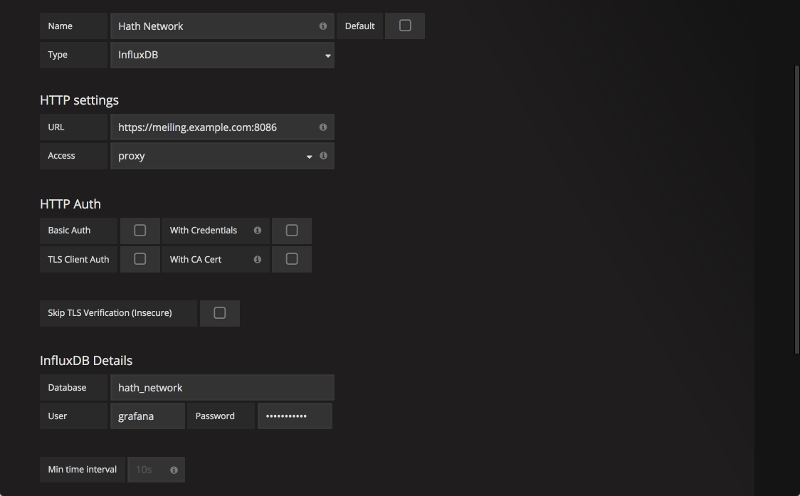 Name Hath Network Default
Type InfluxDB
HTTP settings
URL https://meiling.example.com:8086
Access proxy
HTTP Auth
Basic Auth With Credentials
TLS Client Auth With CA Cert
Skip TLS Verification (Insecure)
InfluxDB Details
Database hath_network
User grafana Password •••••••••••
Min time interval 10s